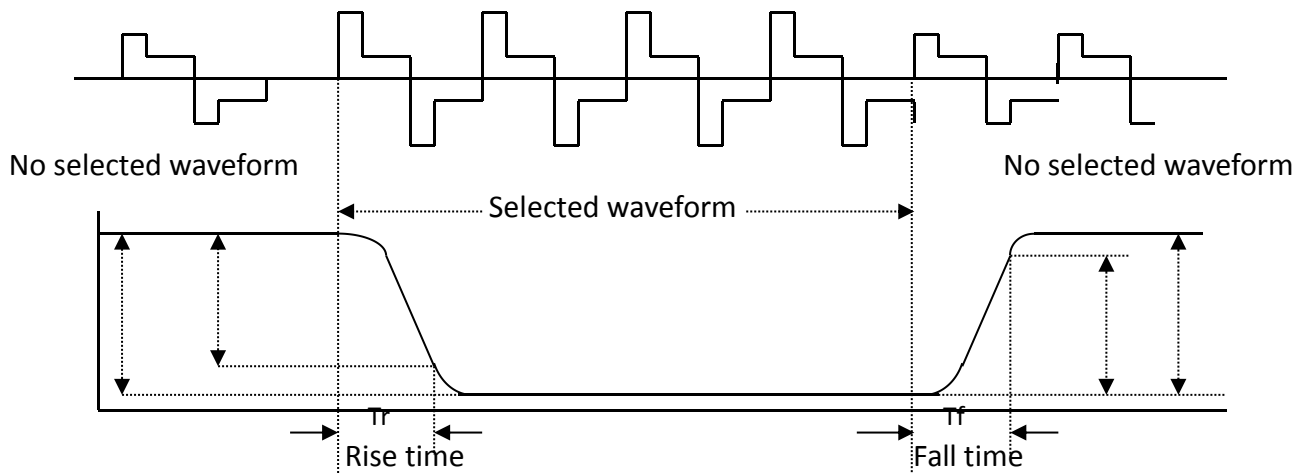 No selected waveform
No selected waveform
Selected waveform
Tr
Tf
Rise time
Fall time